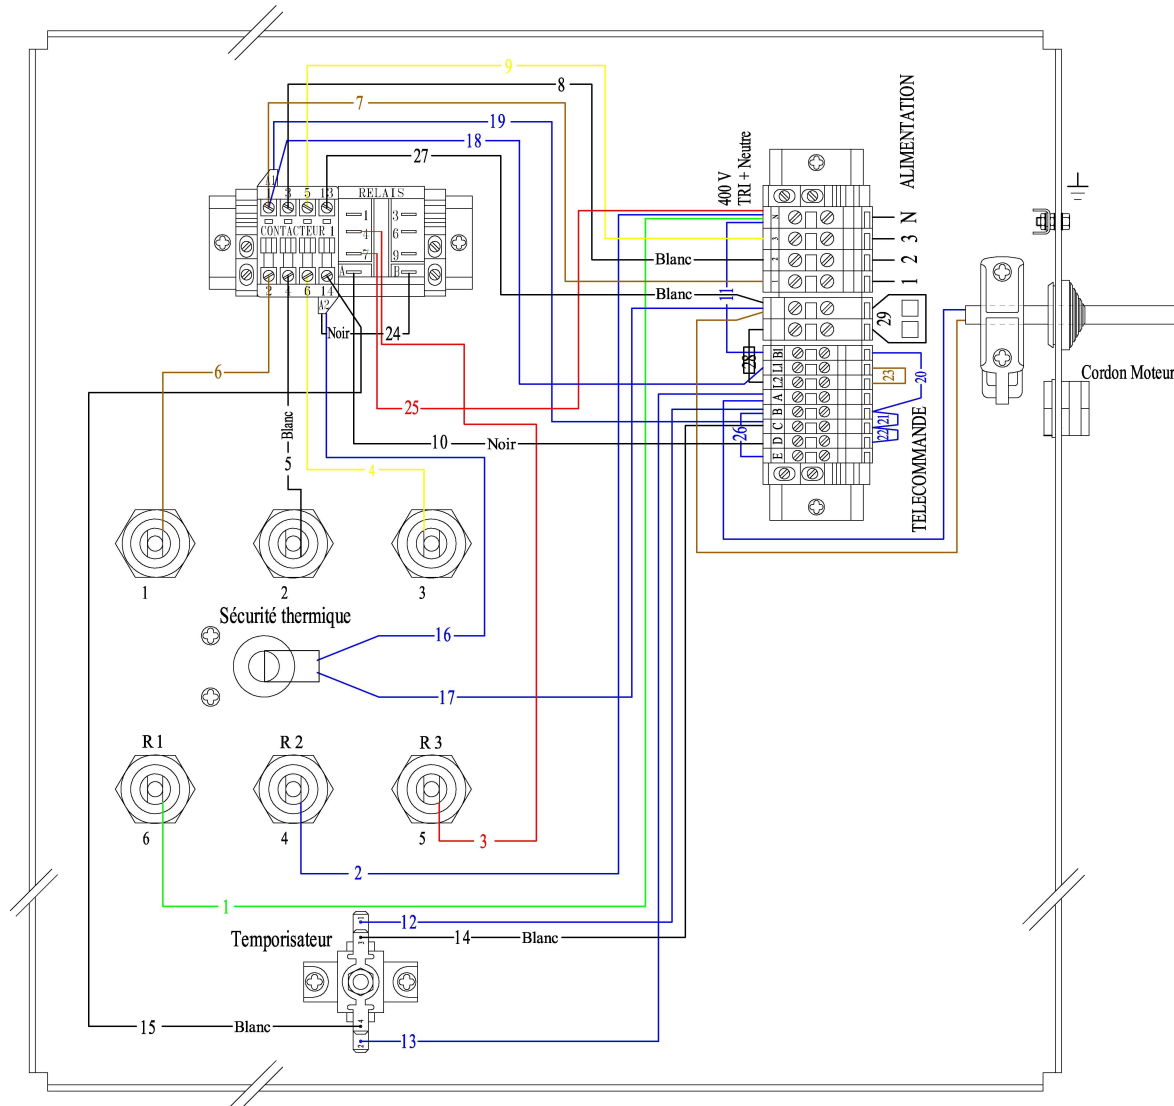 9
8
7
19
18
27
A1
1 3 5 13
RELAIS
1 3
CONTACTEUR 1
4 6
7 9
A B
2 4 6 14
A2
Noir 24
6
Blanc
5
25
10 Noir
4
400 V
TRI + Neutre
ALIMENTATION
N N
3 3
Blanc 2 2
1 1
11
Blanc
29
28
B1
L1
L2
A
B
C
D
E
20
23
21
22
26
TELECOMMANDE
Cordon Moteur
1 2 3
Sécurité thermique
16
17
R 1 R 2 R 3
6 4 5
3
2
1
12
Temporisateur
14 Blanc
1
3
4
2
15 Blanc
13